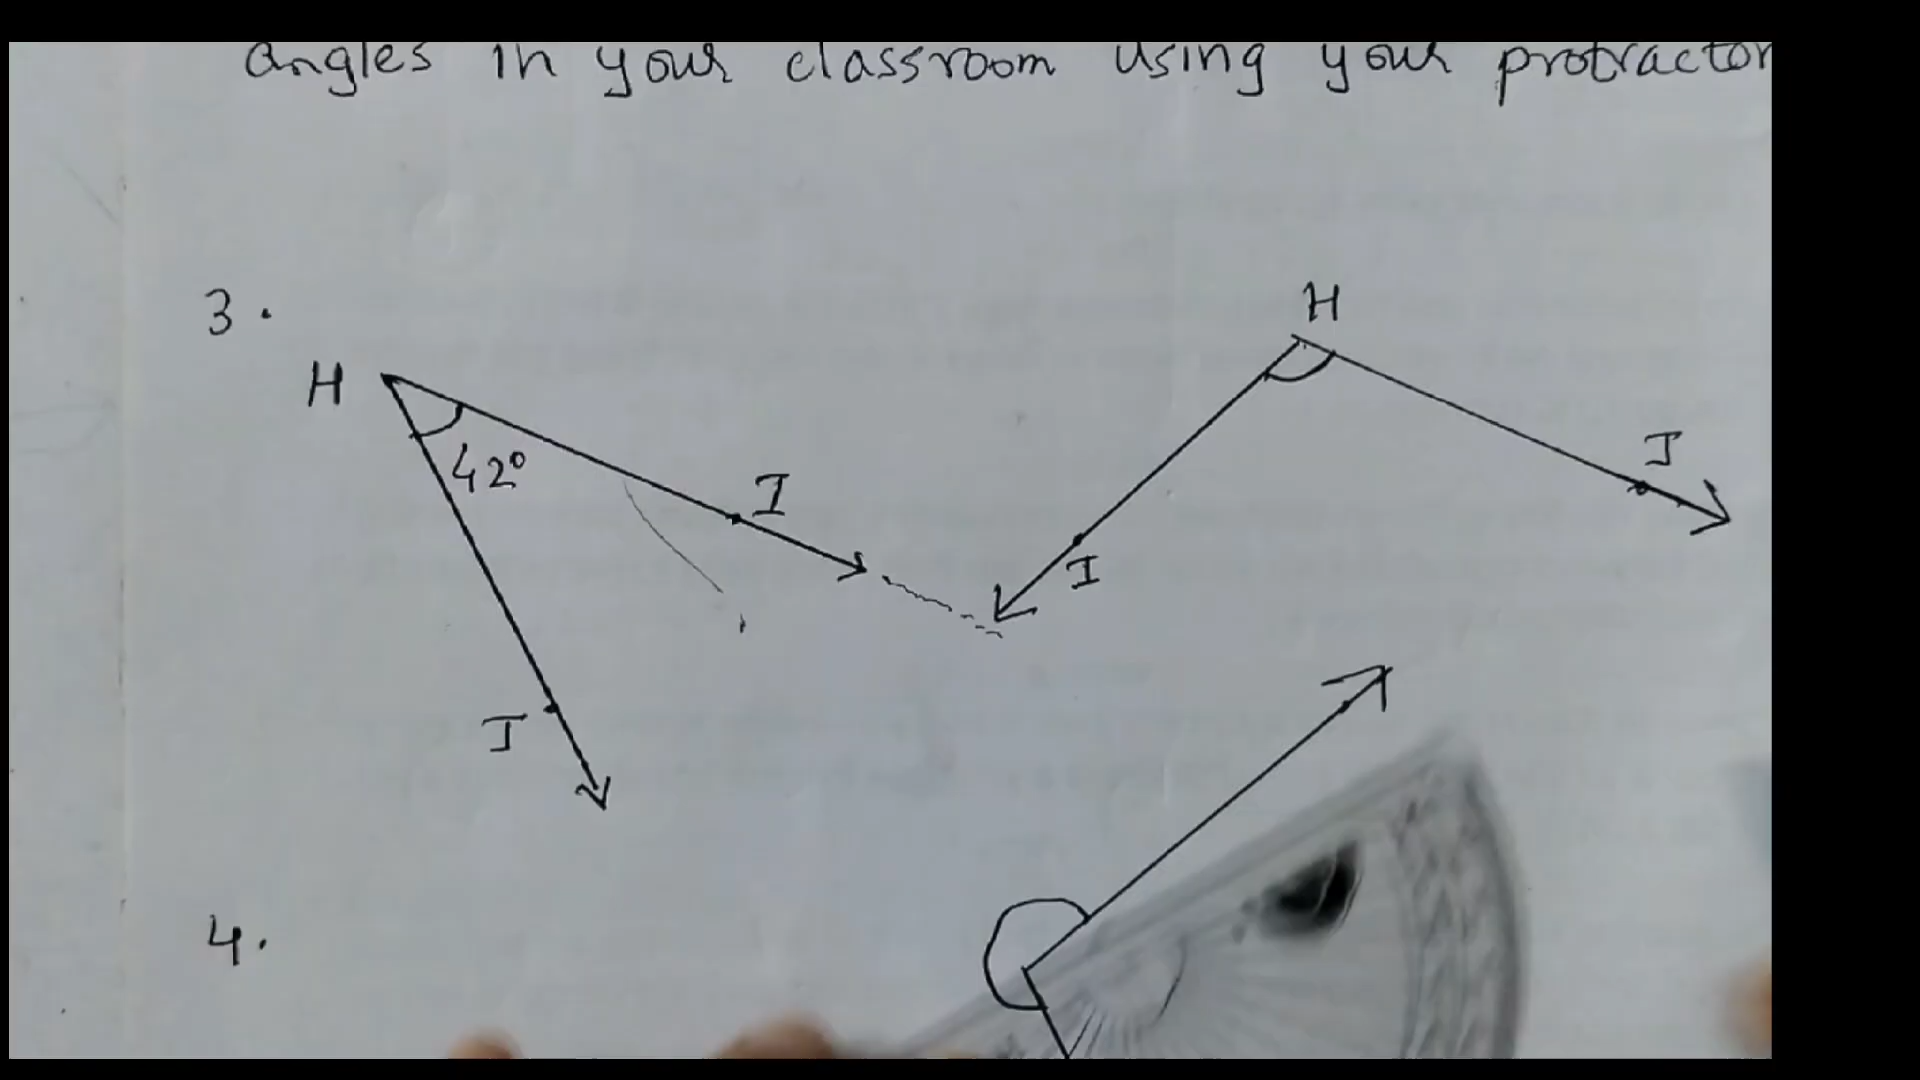 angles in your classroom using your protractor
3.
H
H
42°
I
J
I
J
4.